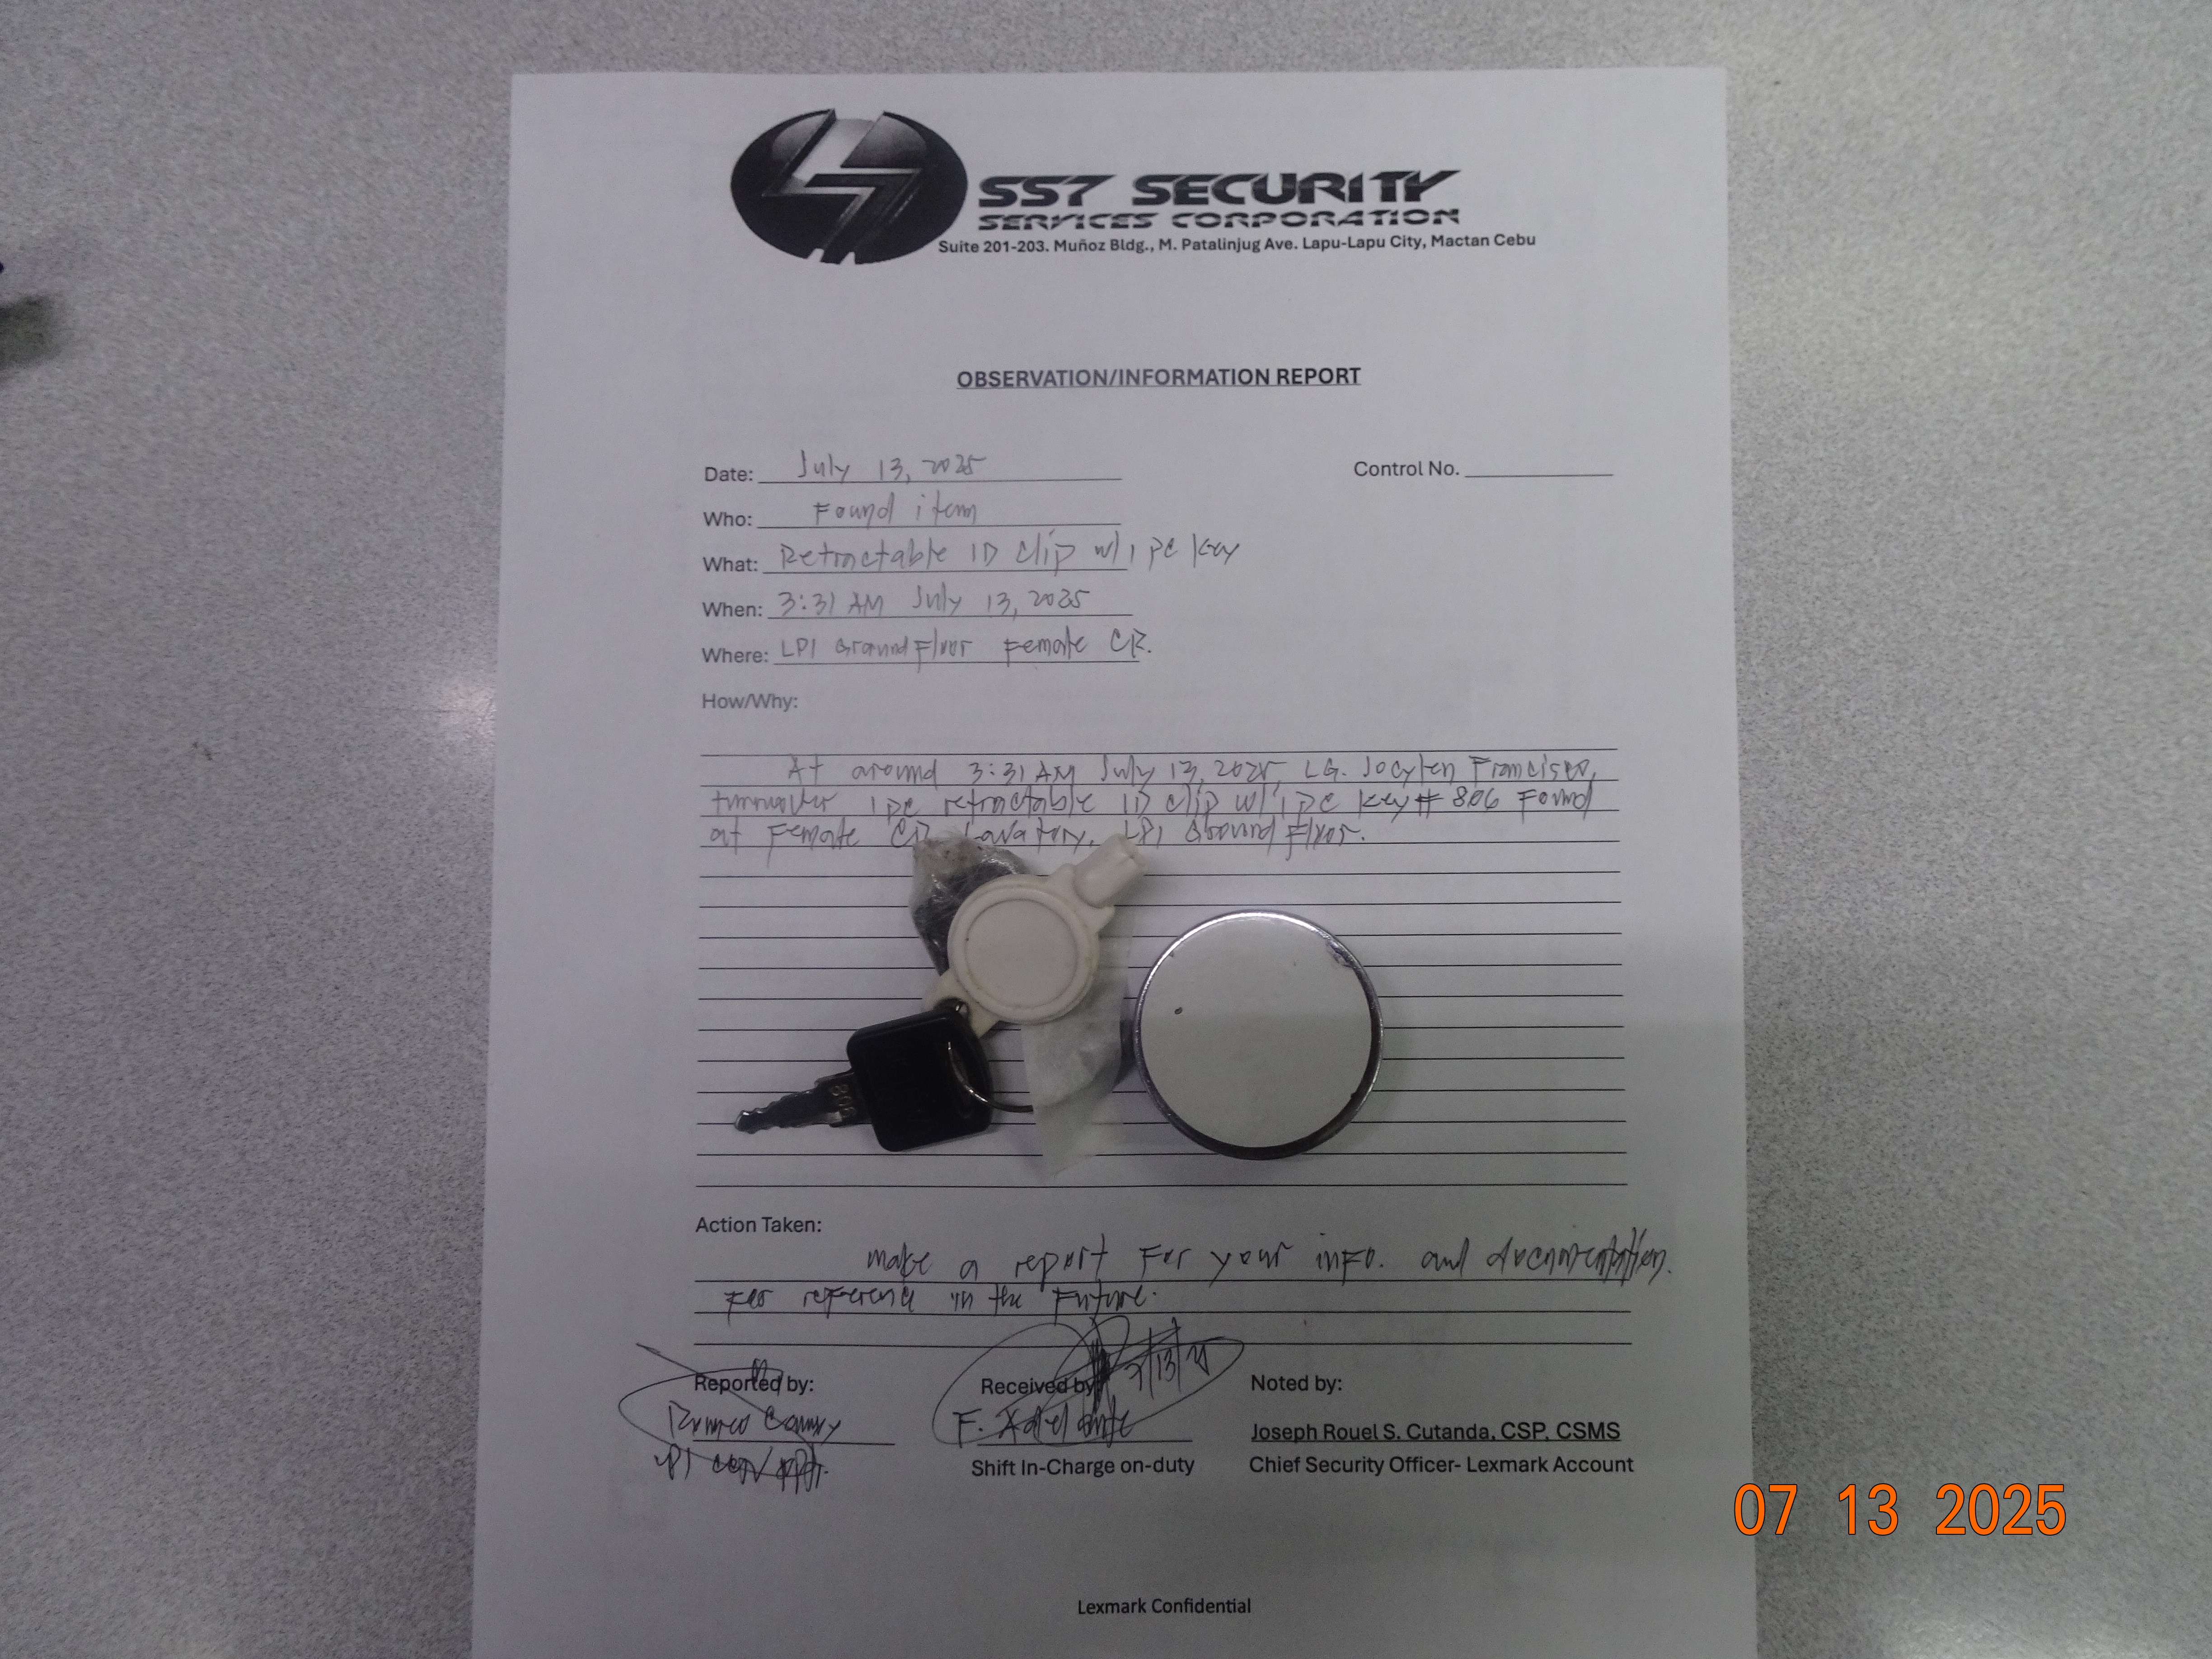 SS7 SECURITY
SERVICES CORPORATION
Suite 201-203. Muñoz Bldg., M. Patalinjug Ave. Lapu-Lapu City, Mactan Cebu
OBSERVATION/INFORMATION REPORT
Date: July 13, 2025
Control No.
Who: Found item
What: Retractable ID clip w/ 1 pc key
When: 3:31 AM July 13, 2025
Where: LPI Ground Floor Female CR.
How/Why:
At around 3:31 AM July 13, 2025, LG. Jocylen Francisco,
turnover 1 pc retractable ID clip w/ 1 pc key # 806 Found
at Female CR Lavatory, LPI Ground Floor.
806
Action Taken:
make a report For your info. and documentation.
For reference in the Future.
Reported by:
Received by: 7/13/25
Noted by:
F. Adelante
Joseph Rouel S. Cutanda, CSP, CSMS
Shift In-Charge on-duty
Chief Security Officer- Lexmark Account
07 13 2025
Lexmark Confidential